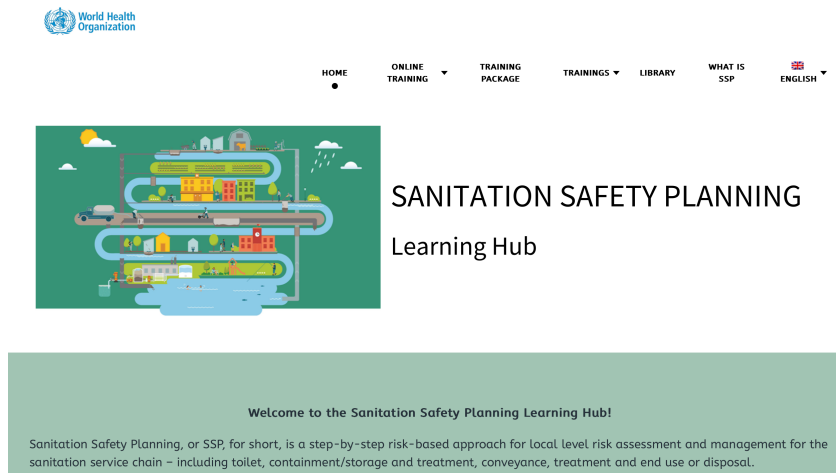 World Health
Organization
HOME
ONLINE
TRAINING
TRAINING
PACKAGE
TRAININGS
LIBRARY
WHAT IS
SSP
ENGLISH
SANITATION SAFETY PLANNING
Learning Hub
Welcome to the Sanitation Safety Planning Learning Hub!
Sanitation Safety Planning, or SSP, for short, is a step-by-step risk-based approach for local level risk assessment and management for the
sanitation service chain – including toilet, containment/storage and treatment, conveyance, treatment and end use or disposal.